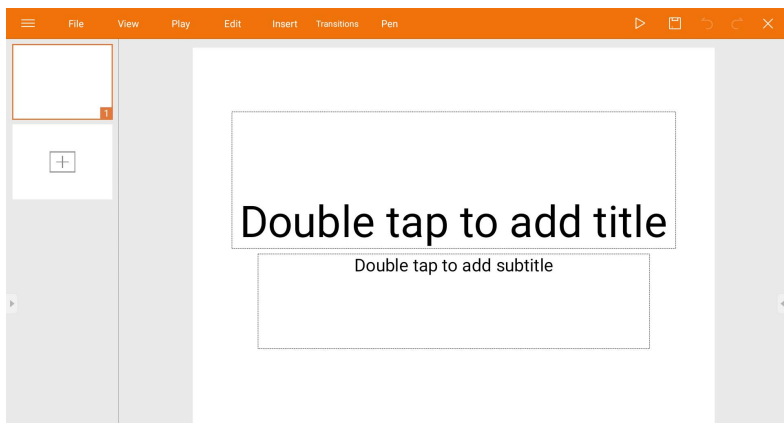 File View Play Edit Insert Transitions Pen
1
Double tap to add title
Double tap to add subtitle